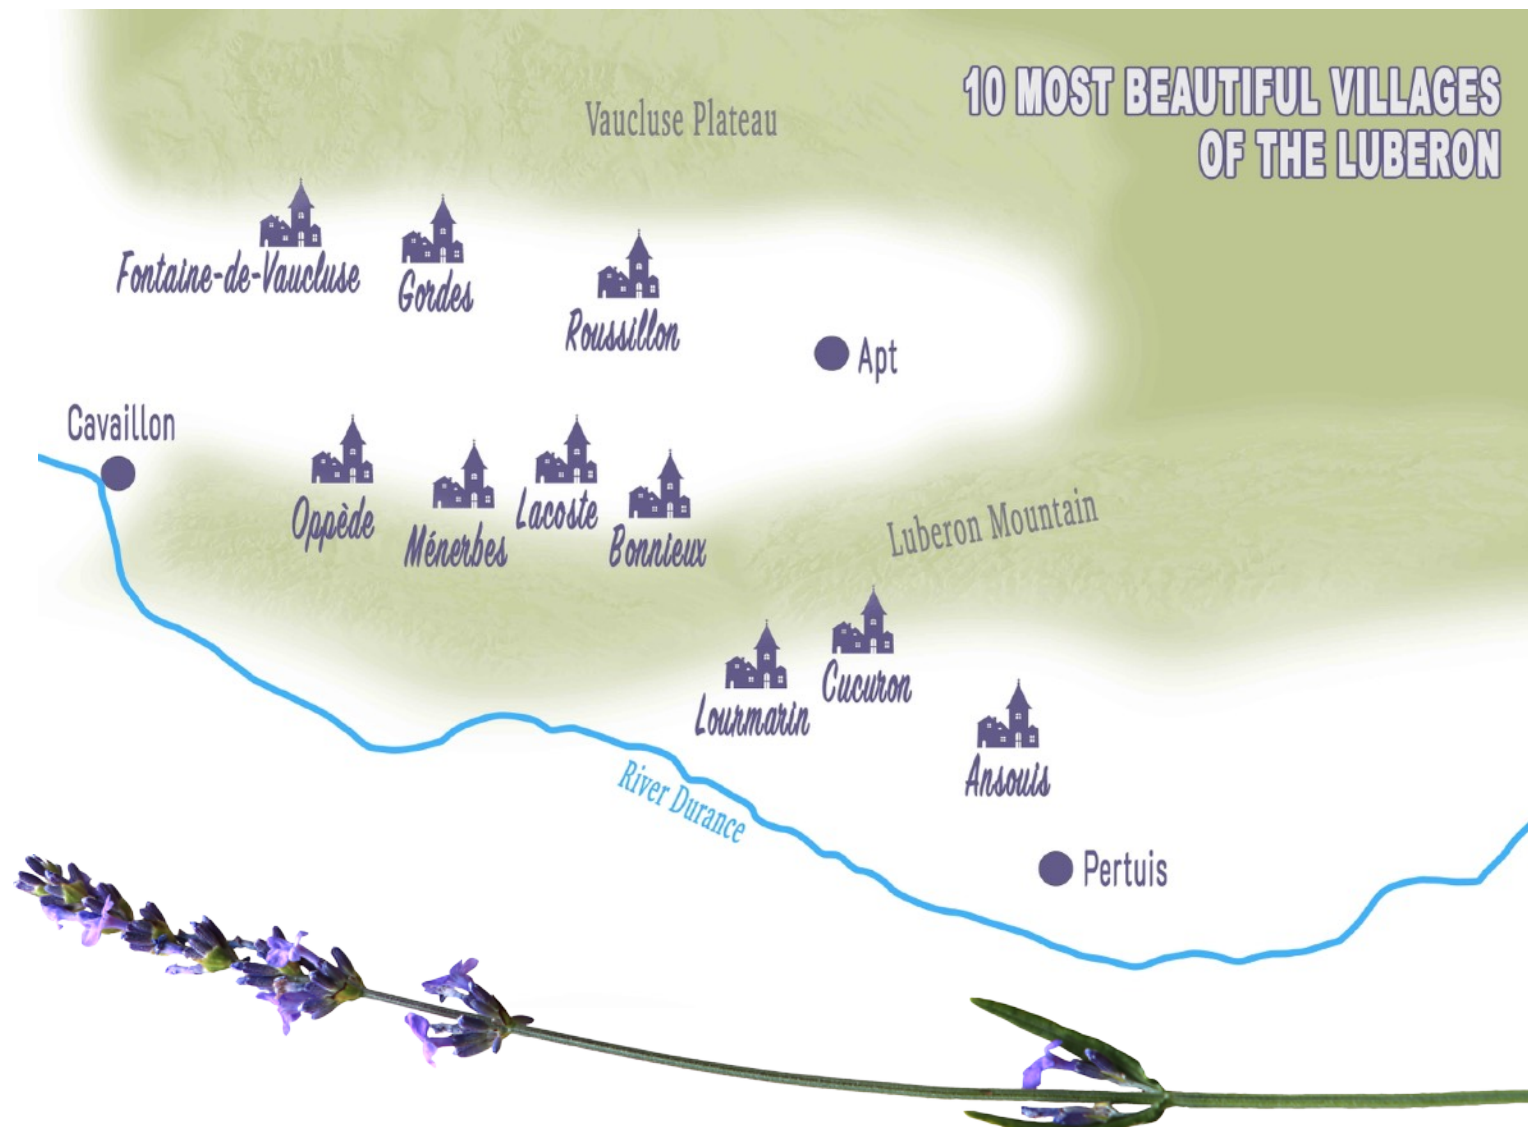 10 MOST BEAUTIFUL VILLAGES
OF THE LUBERON
Vaucluse Plateau
Fontaine-de-Vaucluse
Gordes
Roussillon
Apt
Cavaillon
Oppède
Ménerbes
Lacoste
Bonnieux
Luberon Mountain
Lourmarin
Cucuron
Ansouis
River Durance
Pertuis